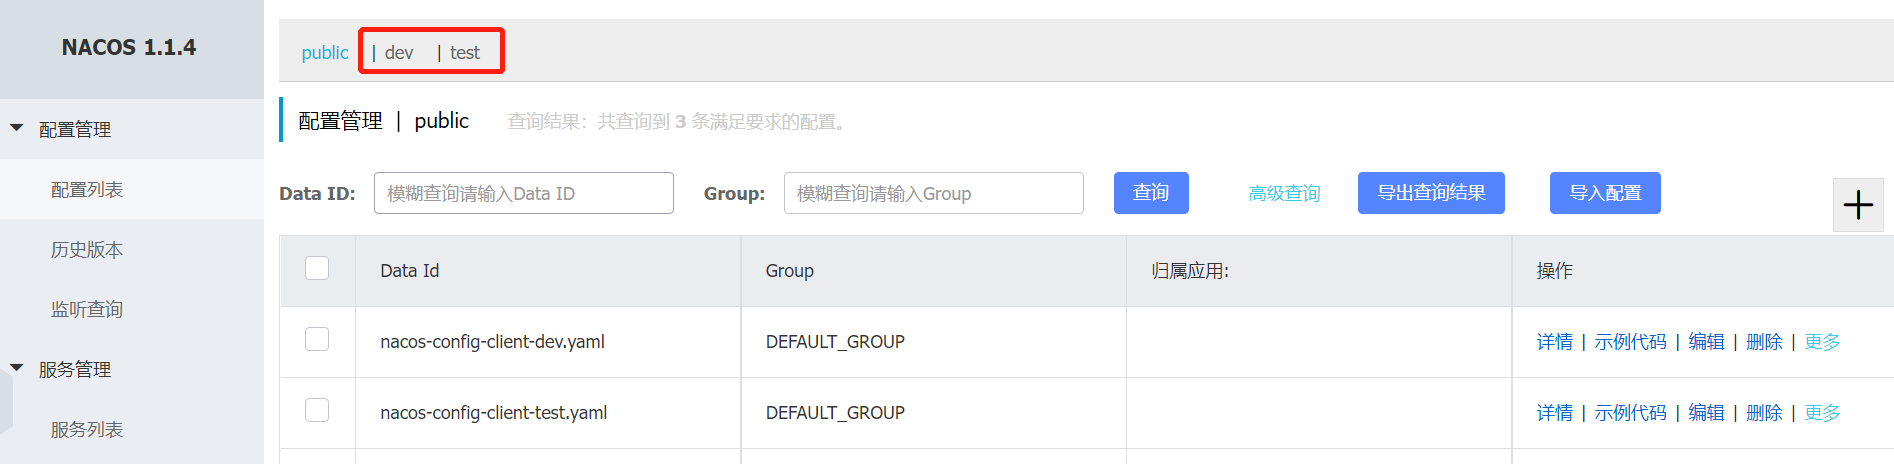 NACOS 1.1.4
配置管理
配置列表
历史版本
监听查询
服务管理
服务列表
public | dev | test
配置管理 | public 查询结果：共查询到 3 条满足要求的配置。
Data ID: 模糊查询请输入Data ID Group: 模糊查询请输入Group 查询 高级查询 导出查询结果 导入配置
Data Id Group 归属应用: 操作
nacos-config-client-dev.yaml DEFAULT_GROUP 详情 | 示例代码 | 编辑 | 删除 | 更多
nacos-config-client-test.yaml DEFAULT_GROUP 详情 | 示例代码 | 编辑 | 删除 | 更多